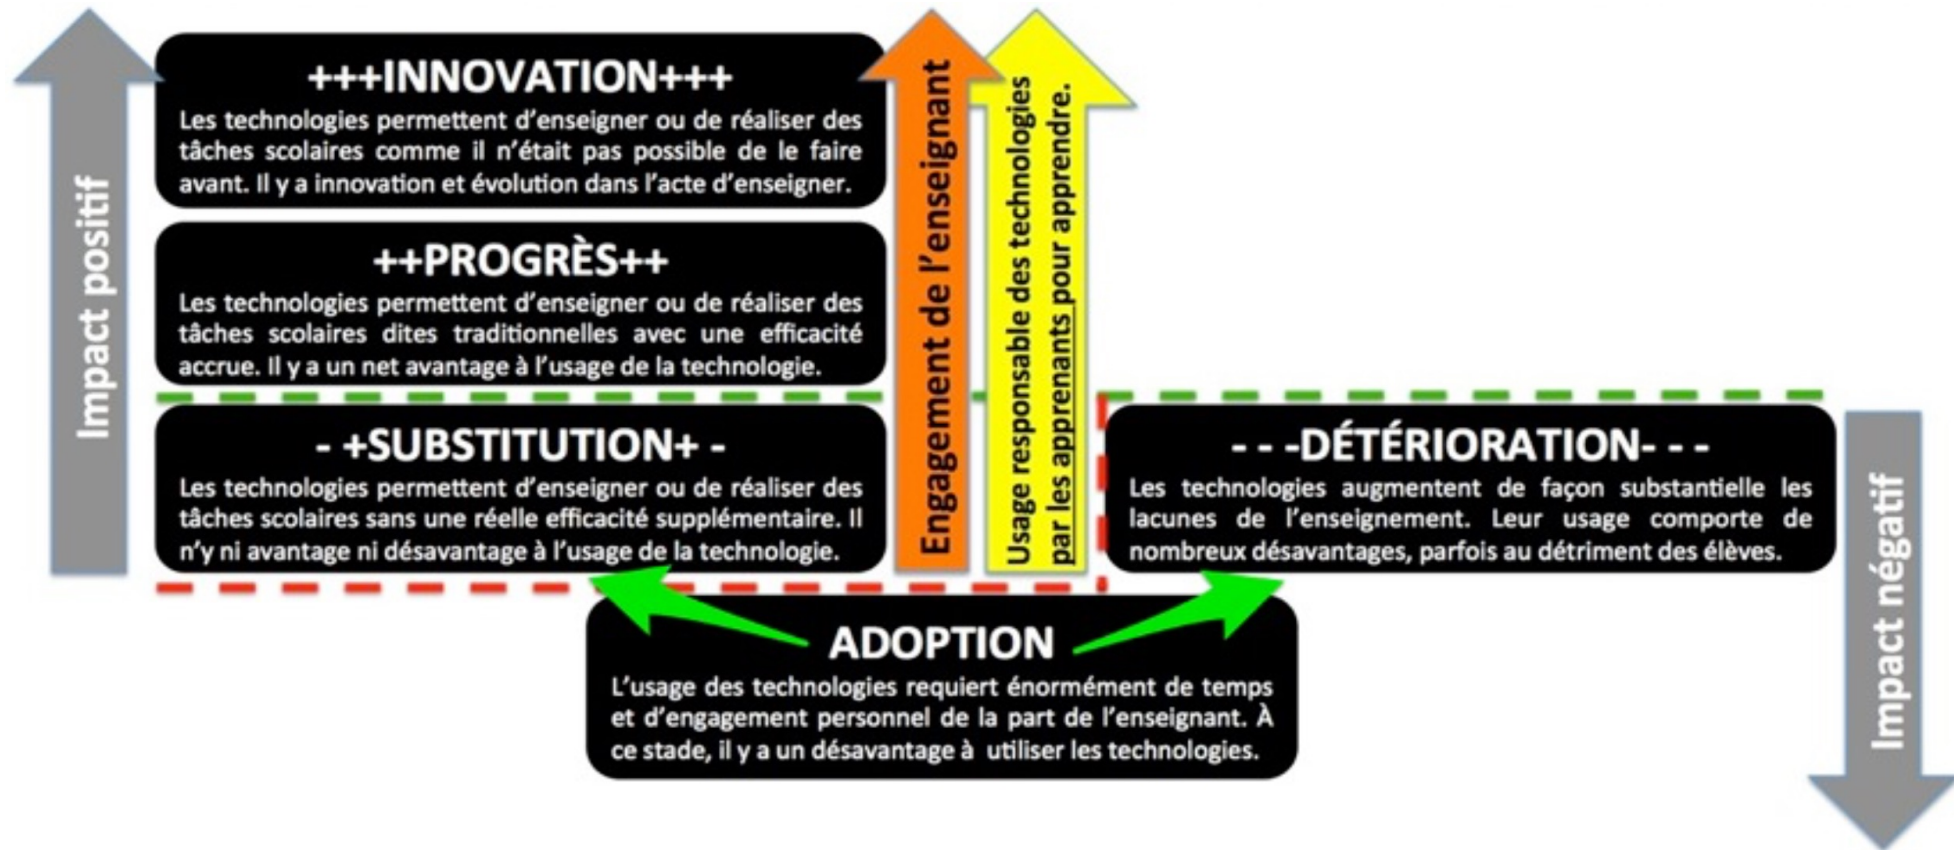 Impact positif
+++INNOVATION+++
Les technologies permettent d’enseigner ou de réaliser des
tâches scolaires comme il n’était pas possible de le faire
avant. Il y a innovation et évolution dans l’acte d’enseigner.
++PROGRÈS++
Les technologies permettent d’enseigner ou de réaliser des
tâches scolaires dites traditionnelles avec une efficacité
accrue. Il y a un net avantage à l’usage de la technologie.
- +SUBSTITUTION+ -
Les technologies permettent d’enseigner ou de réaliser des
tâches scolaires sans une réelle efficacité supplémentaire. Il
n’y ni avantage ni désavantage à l’usage de la technologie.
Engagement de l’enseignant
Usage responsable des technologies
par les apprenants pour apprendre.
- - -DÉTÉRIORATION- - -
Les technologies augmentent de façon substantielle les
lacunes de l’enseignement. Leur usage comporte de
nombreux désavantages, parfois au détriment des élèves.
Impact négatif
ADOPTION
L’usage des technologies requiert énormément de temps
et d’engagement personnel de la part de l’enseignant. À
ce stade, il y a un désavantage à utiliser les technologies.